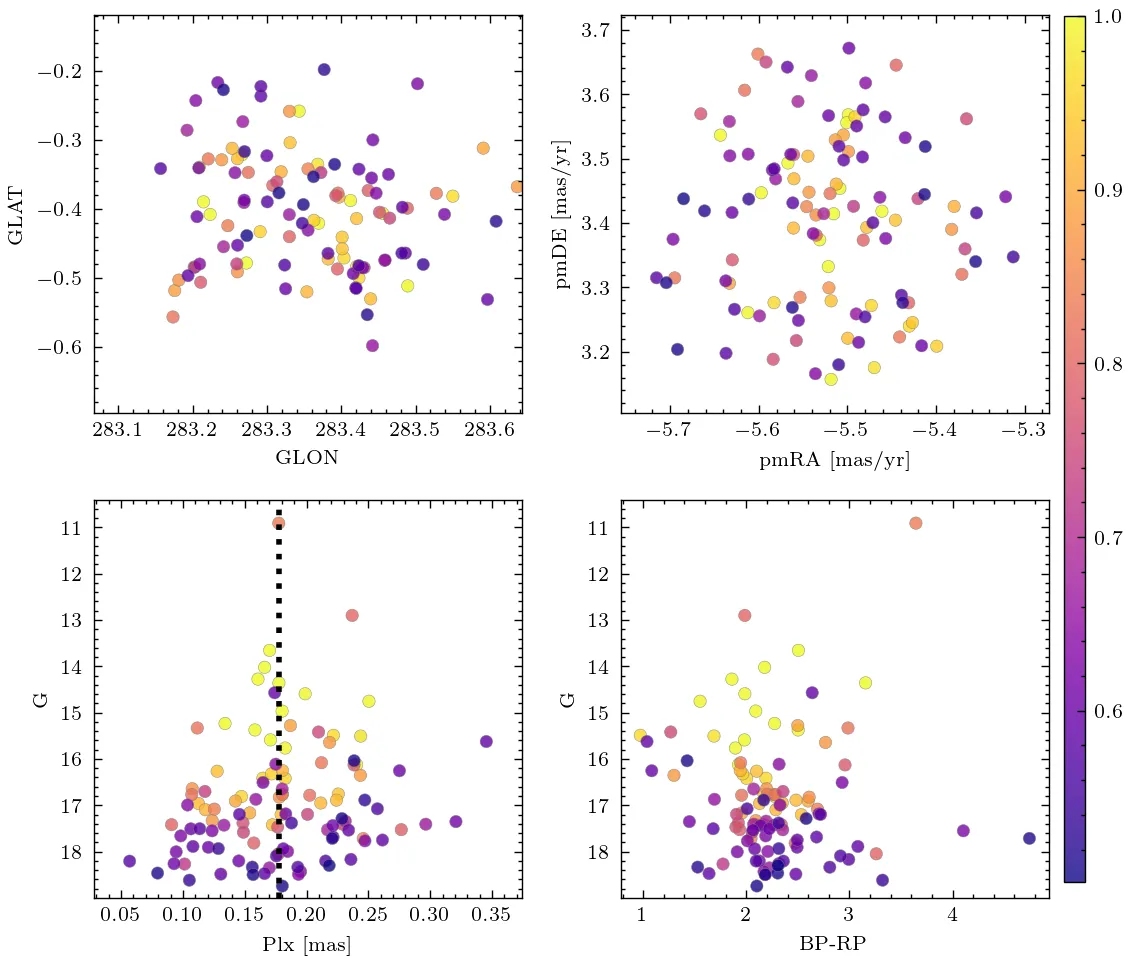 −0.2
−0.3
−0.4
−0.5
−0.6
GLAT
283.1 283.2 283.3 283.4 283.5 283.6
GLON
3.7
3.6
3.5
3.4
3.3
3.2
pmDE [mas/yr]
−5.7 −5.6 −5.5 −5.4 −5.3
pmRA [mas/yr]
1.0
0.9
0.8
0.7
0.6
11
12
13
14
15
16
17
18
G
0.05 0.10 0.15 0.20 0.25 0.30 0.35
Plx [mas]
11
12
13
14
15
16
17
18
G
1 2 3 4
BP-RP